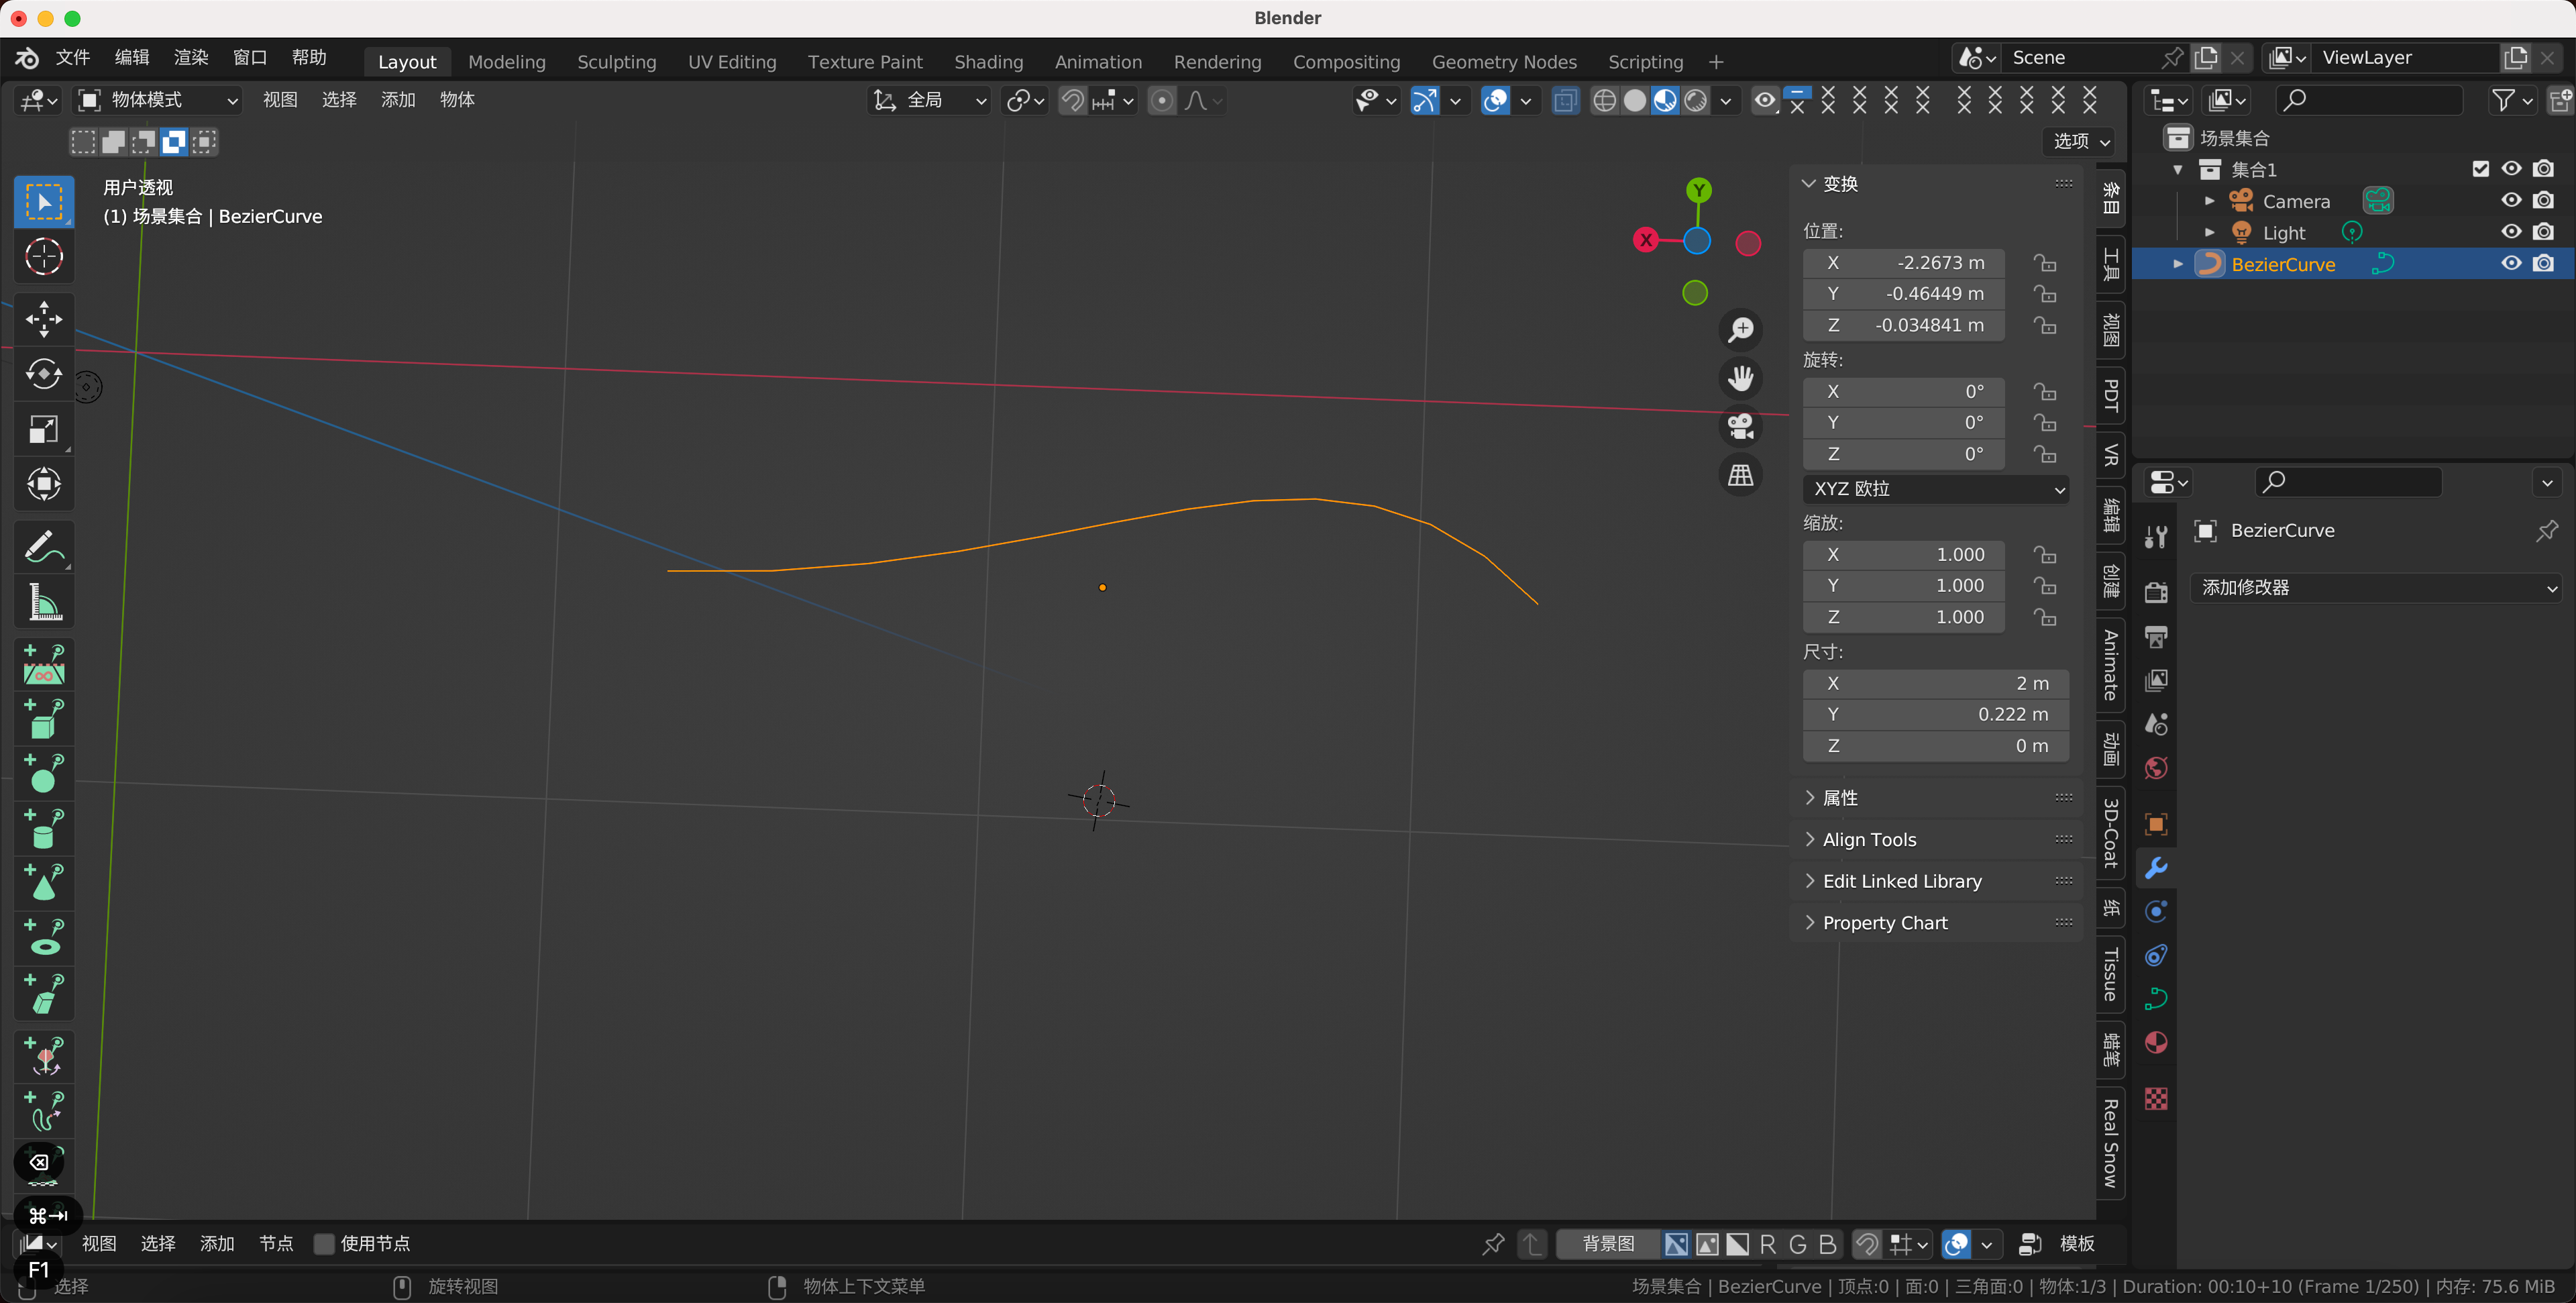 Blender
文件 编辑 渲染 窗口 帮助 Layout Modeling Sculpting UV Editing Texture Paint Shading Animation Rendering Compositing Geometry Nodes Scripting + Scene ViewLayer
物体模式 视图 选择 添加 物体 全局
选项
用户透视
(1) 场景集合 | BezierCurve
Y
X
变换
位置:
X -2.2673 m
Y -0.46449 m
Z -0.034841 m
旋转:
X 0°
Y 0°
Z 0°
XYZ 欧拉
缩放:
X 1.000
Y 1.000
Z 1.000
尺寸:
X 2 m
Y 0.222 m
Z 0 m
属性
Align Tools
Edit Linked Library
Property Chart
条目
工具
视图
PDT
VR
编辑
创建
Animate
动画
3D-Coat
纸
Tissue
蜡笔
Real Snow
场景集合
集合1
Camera
Light
BezierCurve
BezierCurve
添加修改器
⌘⇥
视图 选择 添加 节点 使用节点 背景图 R G B 模板
F1
选择 旋转视图 物体上下文菜单 场景集合 | BezierCurve | 顶点:0 | 面:0 | 三角面:0 | 物体:1/3 | Duration: 00:10+10 (Frame 1/250) | 内存: 75.6 MiB